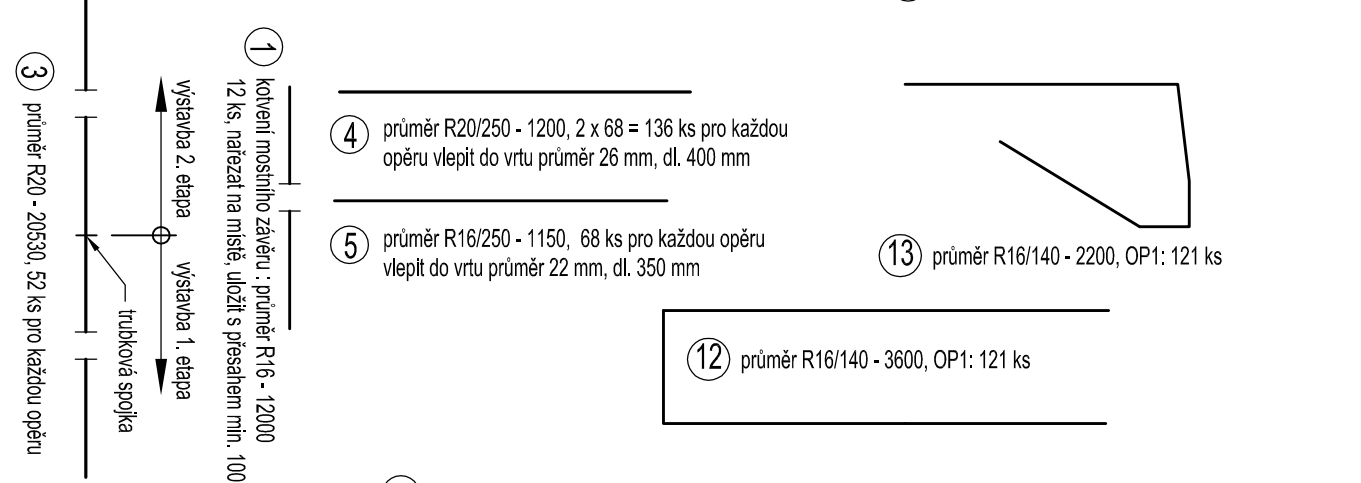 3 průměr R20 - 20530, 52 ks pro každou opěru
výstavba 2. etapa
výstavba 1. etapa
trubková spojka
1 kotvení mostního závěru : průměr R16 - 12000
12 ks, nařezat na místě, uložit s přesahem min. 100
4 průměr R20/250 - 1200, 2 x 68 = 136 ks pro každou
opěru vlepit do vrtu průměr 26 mm, dl. 400 mm
5 průměr R16/250 - 1150, 68 ks pro každou opěru
vlepit do vrtu průměr 22 mm, dl. 350 mm
13 průměr R16/140 - 2200, OP1: 121 ks
12 průměr R16/140 - 3600, OP1: 121 ks